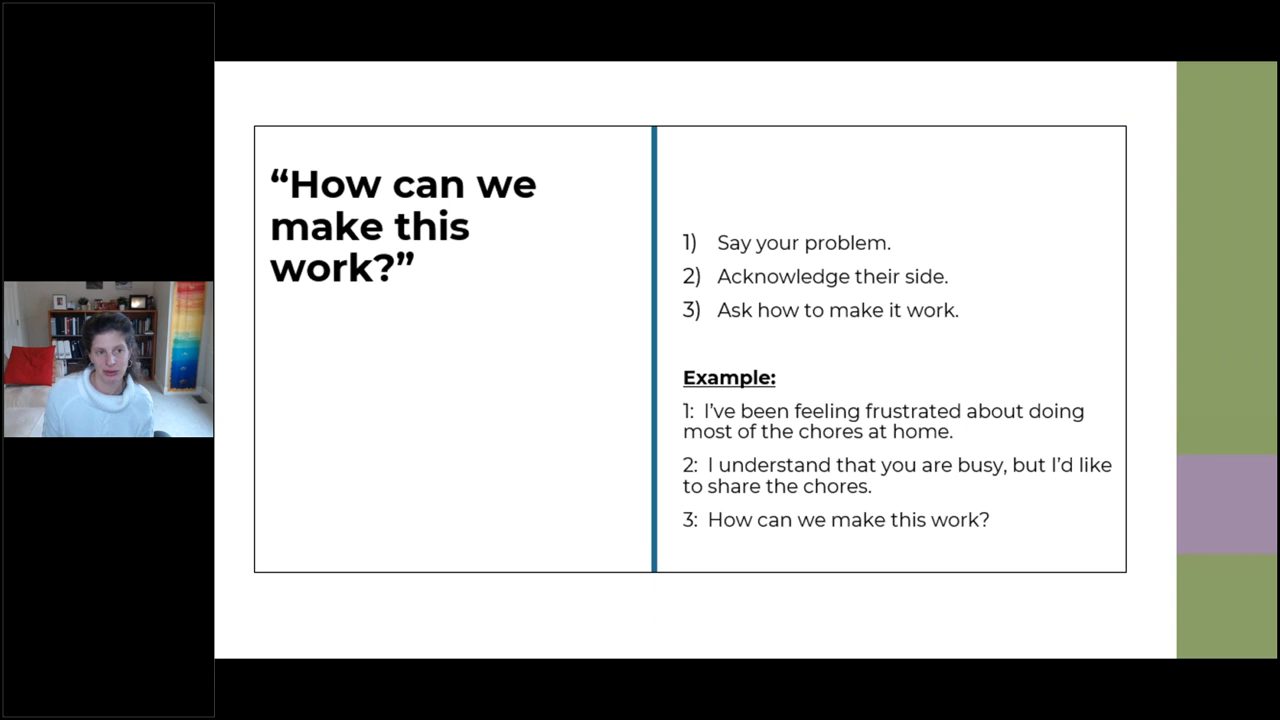 “How can we
make this
work?”
1) Say your problem.
2) Acknowledge their side.
3) Ask how to make it work.
Example:
1: I’ve been feeling frustrated about doing
most of the chores at home.
2: I understand that you are busy, but I’d like
to share the chores.
3: How can we make this work?